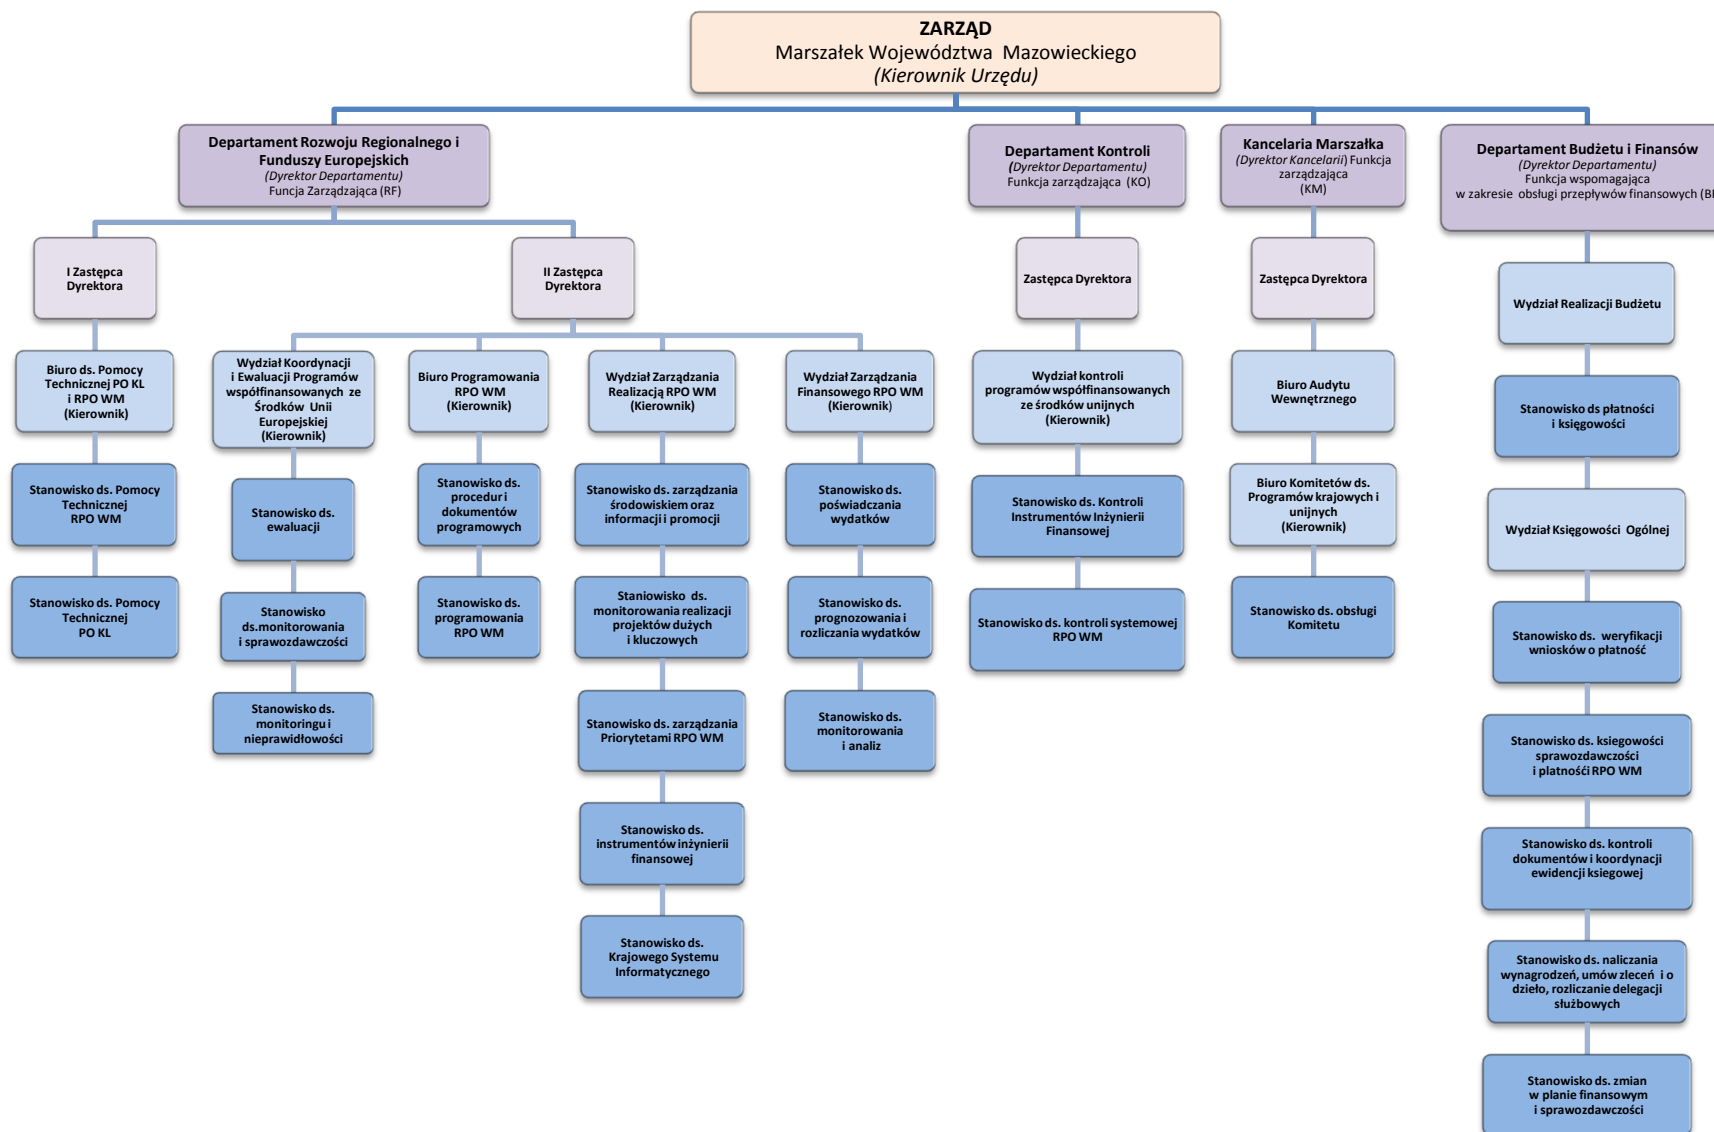 ZARZĄD
Marszałek Województwa Mazowieckiego
(Kierownik Urzędu)
Departament Rozwoju Regionalnego i
Funduszy Europejskich
(Dyrektor Departamentu)
Funcja Zarządzająca (RF)
Departament Kontroli
(Dyrektor Departamentu)
Funkcja zarządzająca (KO)
Kancelaria Marszałka
(Dyrektor Kancelarii) Funkcja
zarządzająca
(KM)
Departament Budżetu i Finansów
(Dyrektor Departamentu)
Funkcja wspomagająca
w zakresie obsługi przepływów finansowych
I Zastępca
Dyrektora
II Zastępca
Dyrektora
Zastępca Dyrektora
Zastępca Dyrektora
Wydział Realizacji Budżetu
Biuro ds. Pomocy
Technicznej PO KL
i RPO WM
(Kierownik)
Wydział Koordynacji
i Ewaluacji Programów
współfinansowanych ze
Środków Unii
Europejskiej
(Kierownik)
Biuro Programowania
RPO WM
(Kierownik)
Wydział Zarządzania
Realizacją RPO WM
(Kierownik)
Wydział Zarządzania
Finansowego RPO WM
(Kierownik)
Wydział kontroli
programów współfinansowanych
ze środków unijnych
(Kierownik)
Biuro Audytu
Wewnętrznego
Stanowisko ds płatności
i księgowości
Stanowisko ds. Pomocy
Technicznej
RPO WM
Stanowisko ds.
ewaluacji
Stanowisko ds.
procedur i
dokumentów
programowych
Stanowisko ds. zarządzania
środowiskiem oraz
informacji i promocji
Stanowisko ds.
poświadczania
wydatków
Stanowisko ds. Kontroli
Instrumentów Inżynierii
Finansowej
Biuro Komitetów ds.
Programów krajowych i
unijnych
(Kierownik)
Wydział Księgowości Ogólnej
Stanowisko ds. Pomocy
Technicznej
PO KL
Stanowisko
ds.monitorowania
i sprawozdawczości
Stanowisko ds.
programowania
RPO WM
Staniowisko ds.
monitorowania realizacji
projektów dużych
i kluczowych
Stanowisko ds.
prognozowania i
rozliczania wydatków
Stanowisko ds. kontroli systemowej
RPO WM
Stanowisko ds. obsługi
Komitetu
Stanowisko ds. weryfikacji
wniosków o płatność
Stanowisko ds.
monitoringu i
nieprawidłowości
Stanowisko ds. zarządzania
Priorytetami RPO WM
Stanowisko ds.
monitorowania
i analiz
Stanowisko ds. ksiegowości
sprawozdawczości
i platnośći RPO WM
Stanowisko ds.
instrumentów inżynierii
finansowej
Stanowisko ds. kontroli
dokumentów i koordynacji
ewidencji ksiegowej
Stanowisko ds.
Krajowego Systemu
Informatycznego
Stanowisko ds. naliczania
wynagrodzeń, umów zleceń i o
dzieło, rozliczanie delegacji
służbowych
Stanowisko ds. zmian
w planie finansowym
i sprawozdawczości